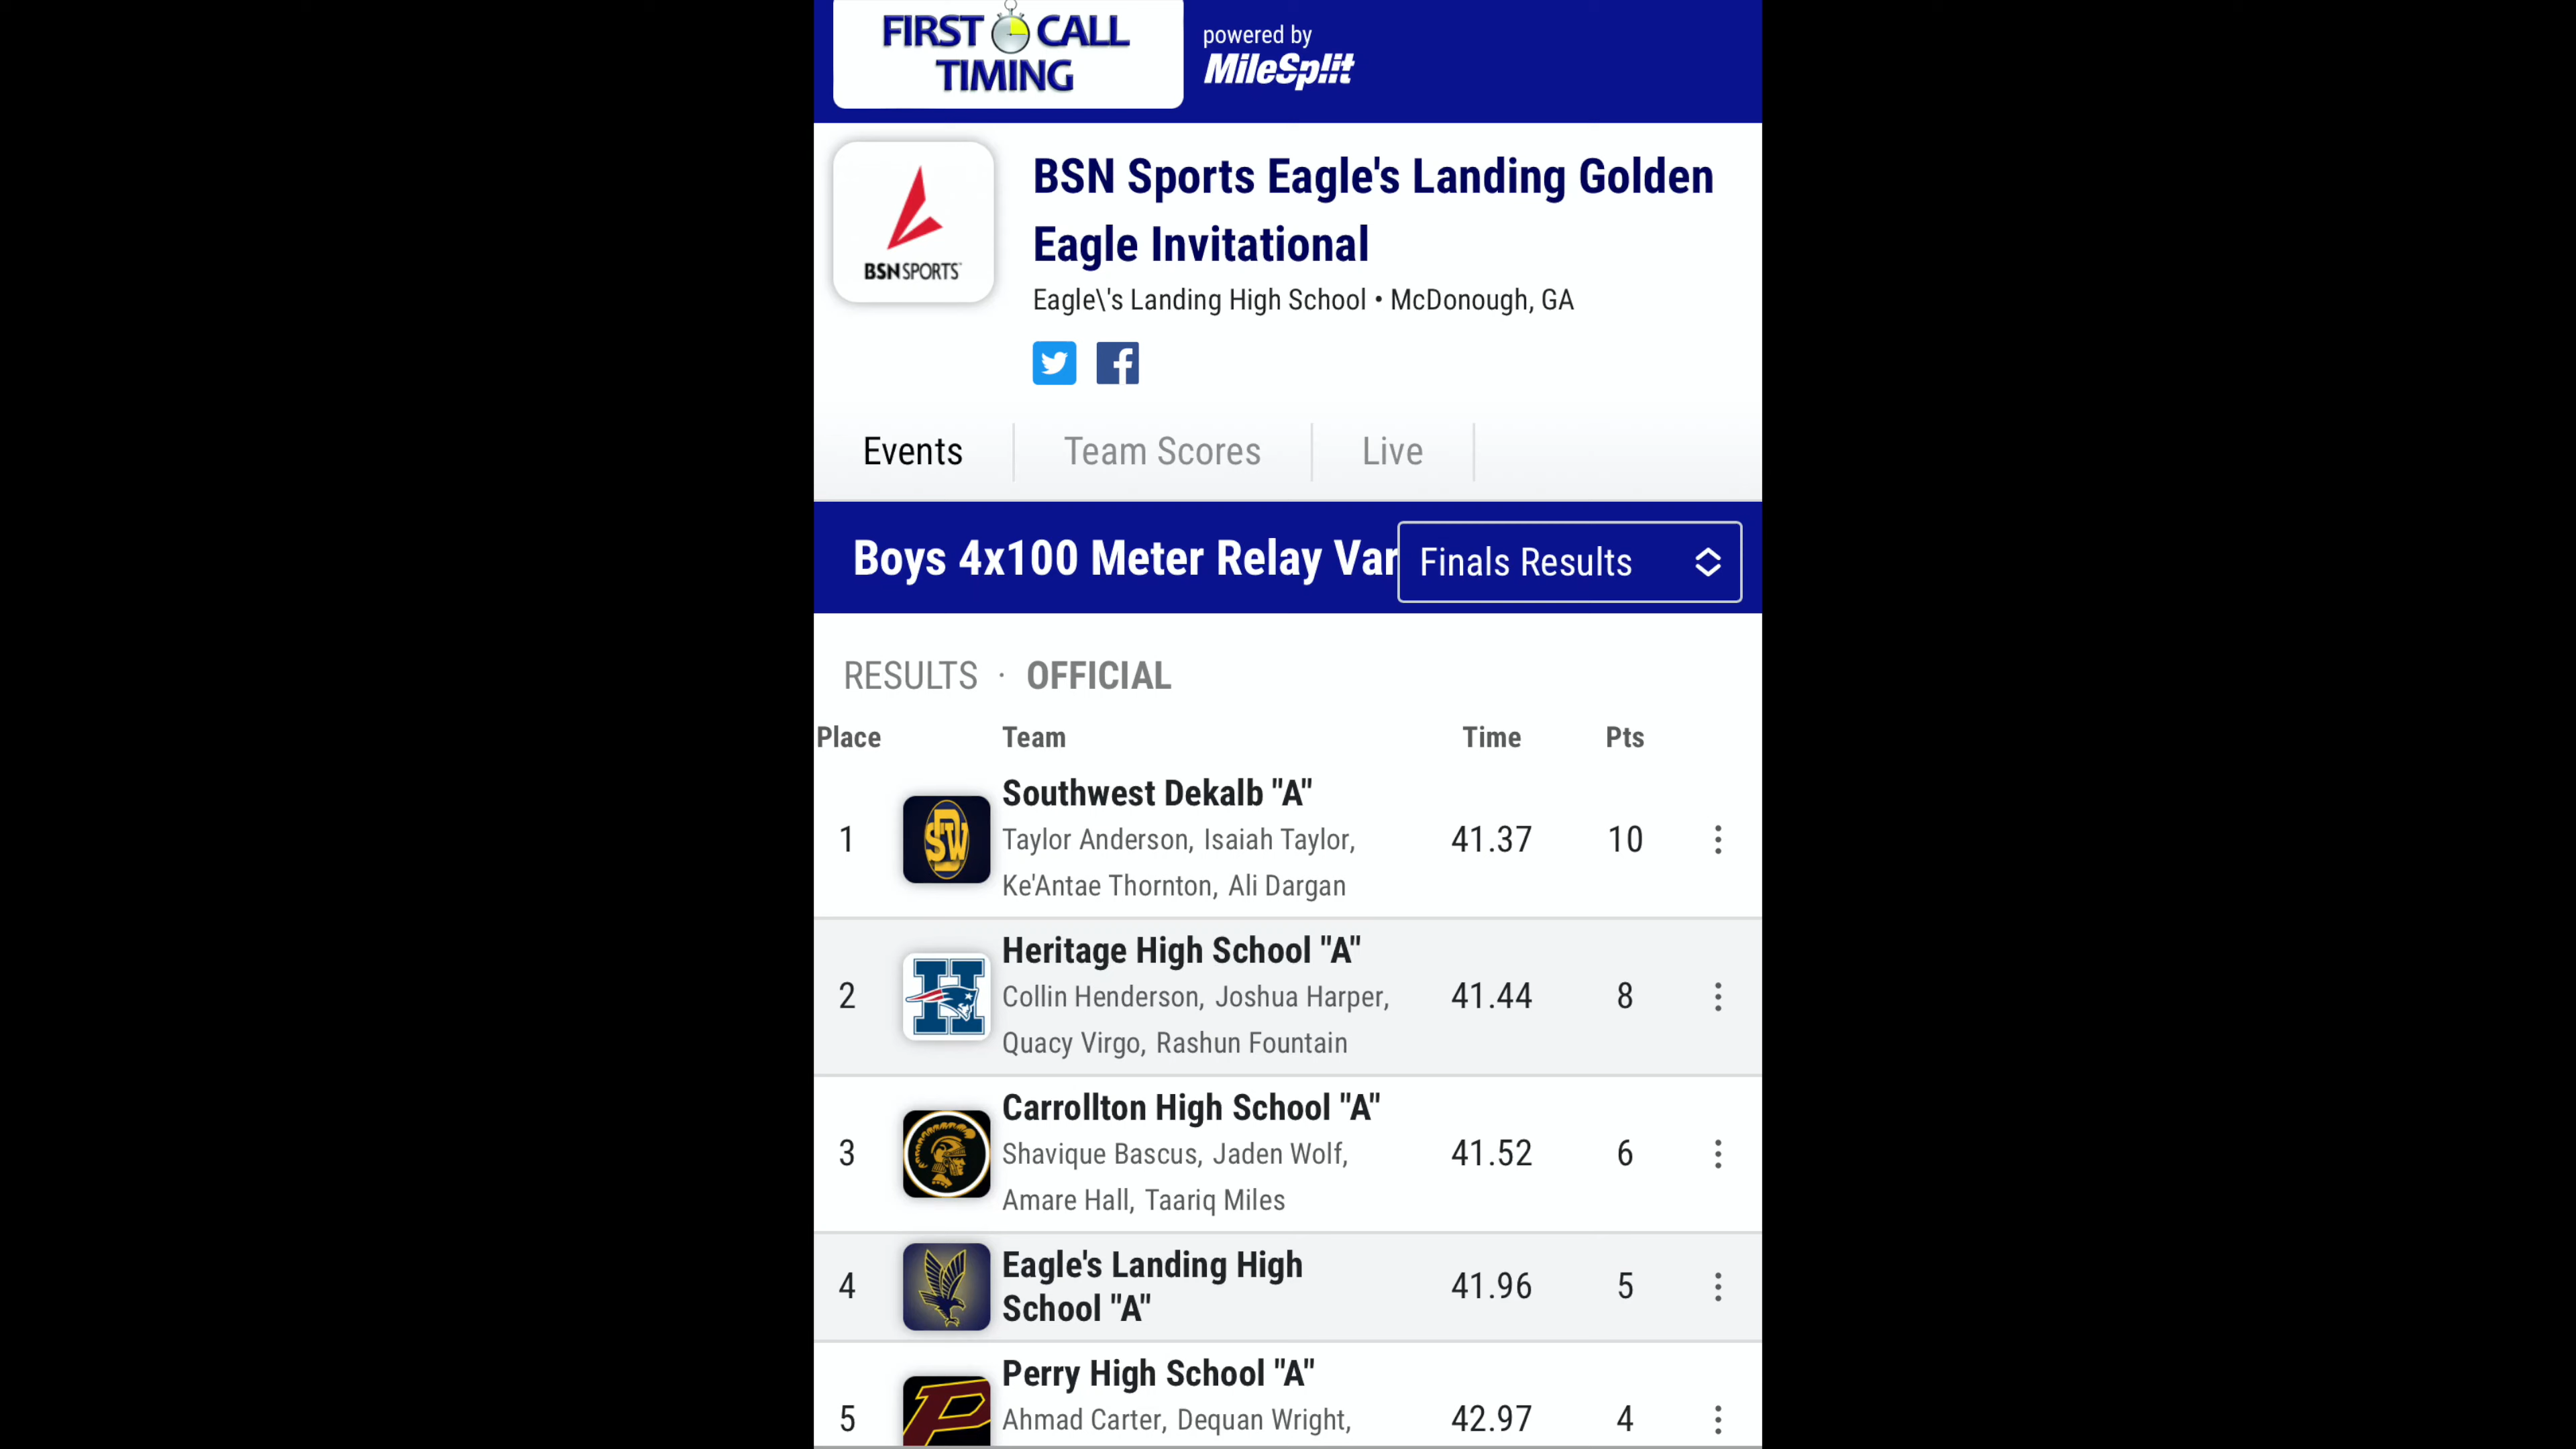 FIRST CALL
TIMING
powered by
MileSplit
BSN SPORTS
BSN Sports Eagle's Landing Golden
Eagle Invitational
Eagle\'s Landing High School • McDonough, GA
Events
Team Scores
Live
Boys 4x100 Meter Relay Var
Finals Results
RESULTS · OFFICIAL
Place Team Time Pts
Southwest Dekalb "A"
1 SWD Taylor Anderson, Isaiah Taylor, 41.37 10
Ke'Antae Thornton, Ali Dargan
Heritage High School "A"
2 H Collin Henderson, Joshua Harper, 41.44 8
Quacy Virgo, Rashun Fountain
Carrollton High School "A"
3 Shavique Bascus, Jaden Wolf, 41.52 6
Amare Hall, Taariq Miles
Eagle's Landing High
4 41.96 5
School "A"
Perry High School "A"
5 P Ahmad Carter, Dequan Wright, 42.97 4